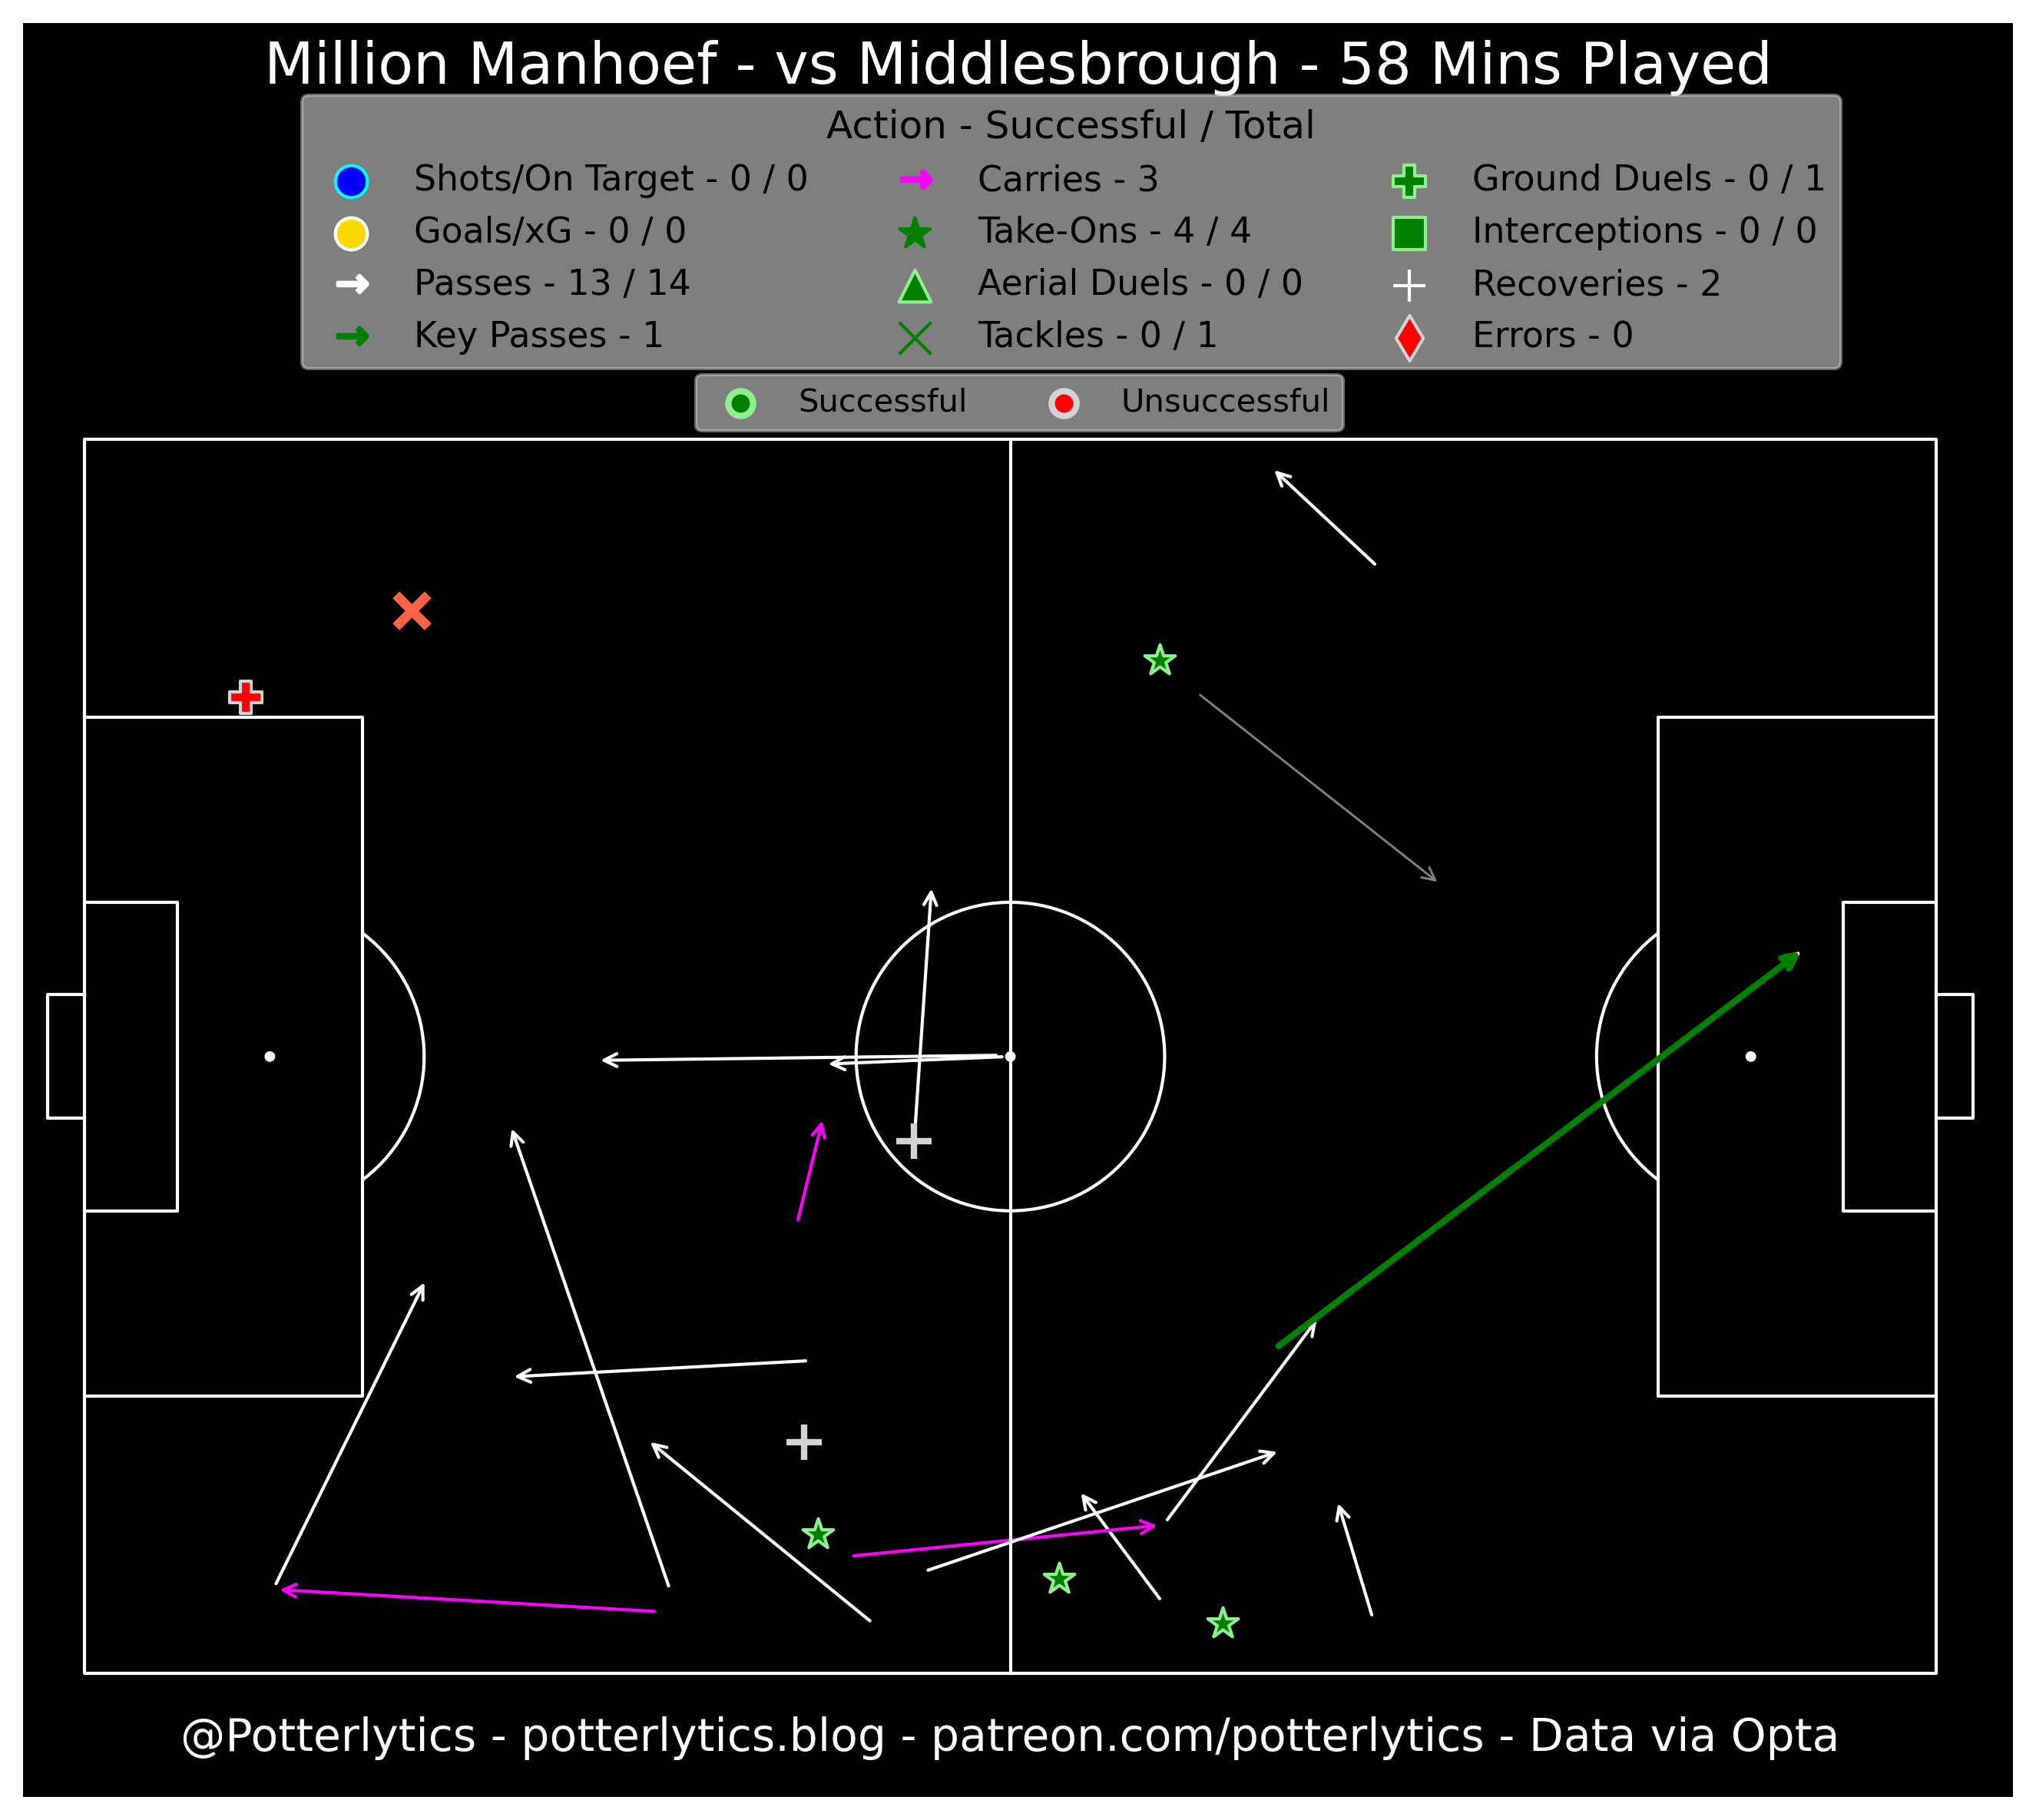 Million Manhoef - vs Middlesbrough - 58 Mins Played
Action - Successful / Total
Shots/On Target - 0 / 0
Carries - 3
Ground Duels - 0 / 1
Goals/xG - 0 / 0
Take-Ons - 4 / 4
Interceptions - 0 / 0
Passes - 13 / 14
Aerial Duels - 0 / 0
Recoveries - 2
Key Passes - 1
Tackles - 0 / 1
Errors - 0
Successful
Unsuccessful
@Potterlytics - potterlytics.blog - patreon.com/potterlytics - Data via Opta